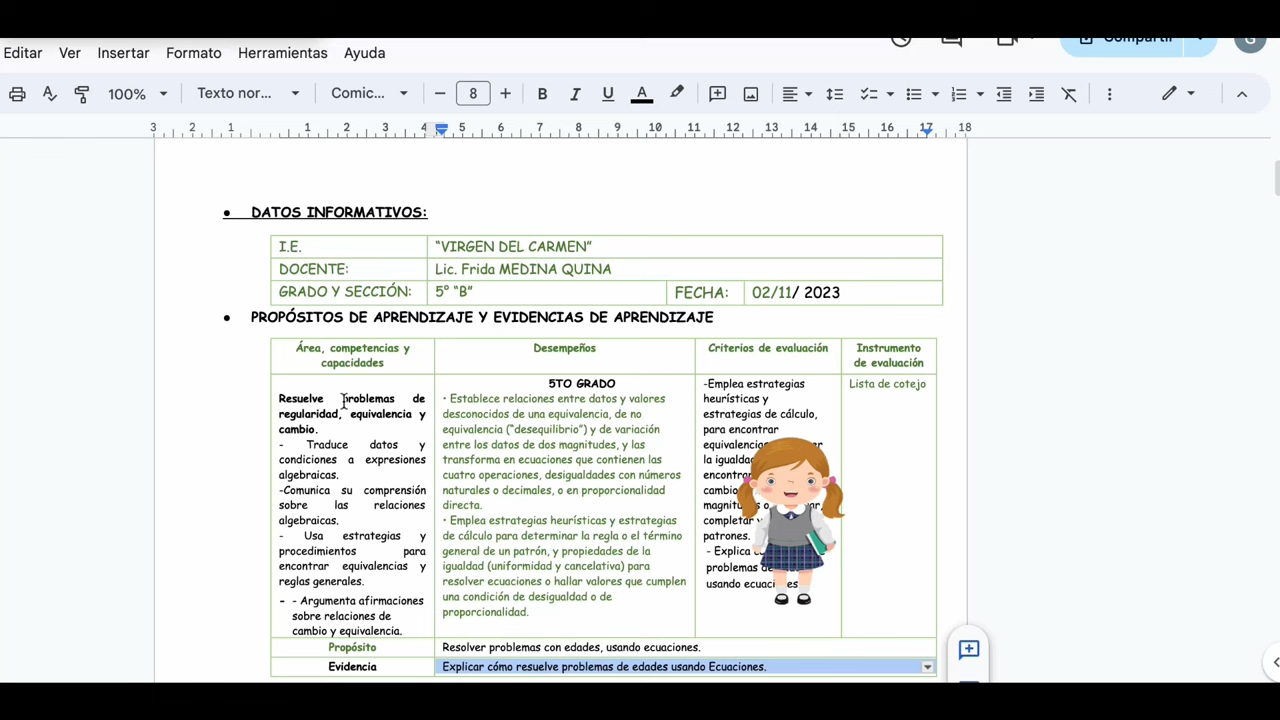 Compartir
G
Editar Ver Insertar Formato Herramientas Ayuda
100% Texto nor... Comic... 8 B I U A
3 2 1 1 2 3 4 5 6 7 8 9 10 11 12 13 14 15 16 17 18
• DATOS INFORMATIVOS:
I.E. “VIRGEN DEL CARMEN”
DOCENTE: Lic. Frida MEDINA QUINA
GRADO Y SECCIÓN: 5° “B” FECHA: 02/11/ 2023
• PROPÓSITOS DE APRENDIZAJE Y EVIDENCIAS DE APRENDIZAJE
Área, competencias y
capacidades
Desempeños
Criterios de evaluación
Instrumento
de evaluación
Resuelve problemas de
regularidad, equivalencia y
cambio.
- Traduce datos y
condiciones a expresiones
algebraicas.
-Comunica su comprensión
sobre las relaciones
algebraicas.
- Usa estrategias y
procedimientos para
encontrar equivalencias y
reglas generales.
- - Argumenta afirmaciones
sobre relaciones de
cambio y equivalencia.
5TO GRADO
• Establece relaciones entre datos y valores
desconocidos de una equivalencia, de no
equivalencia (“desequilibrio”) y de variación
entre los datos de dos magnitudes, y las
transforma en ecuaciones que contienen las
cuatro operaciones, desigualdades con números
naturales o decimales, o en proporcionalidad
directa.
• Emplea estrategias heurísticas y estrategias
de cálculo para determinar la regla o el término
general de un patrón, y propiedades de la
igualdad (uniformidad y cancelativa) para
resolver ecuaciones o hallar valores que cumplen
una condición de desigualdad o de
proporcionalidad.
-Emplea estrategias
heurísticas y
estrategias de cálculo,
para encontrar
la igualdad
completar
patrones.
- Explica
problemas de
usando ecuaciones
Lista de cotejo
Propósito Resolver problemas con edades, usando ecuaciones.
Evidencia Explicar cómo resuelve problemas de edades usando Ecuaciones.